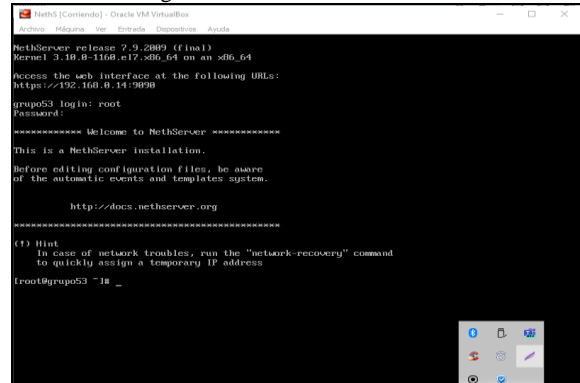 NethS [Corriendo] - Oracle VM VirtualBox
Archivo Máquina Ver Entrada Dispositivos Ayuda
NethServer release 7.9.2009 (final)
Kernel 3.10.0-1160.el7.x86_64 on an x86_64
Access the web interface at the following URLs:
https://192.168.0.14:9090
grupo53 login: root
Password:
************ Welcome to NethServer ************
This is a NethServer installation.
Before editing configuration files, be aware
of the automatic events and templates system.
http://docs.nethserver.org
***********************************************
(!) Hint
In case of network troubles, run the "network-recovery" command
to quickly assign a temporary IP address
[root@grupo53 ~]# _